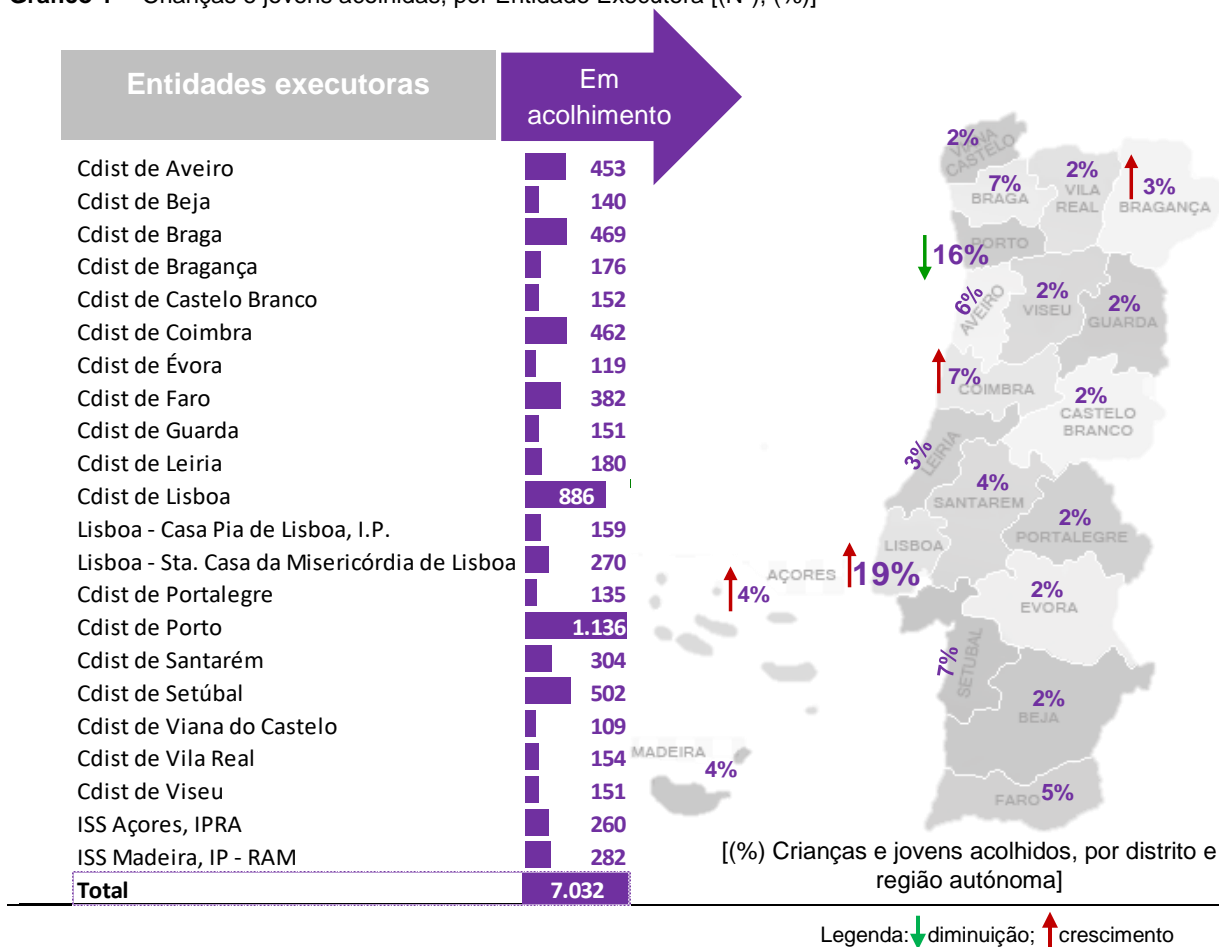 Entidades executoras
Em
acolhimento
Cdist de Aveiro 453
Cdist de Beja 140
Cdist de Braga 469
Cdist de Bragança 176
Cdist de Castelo Branco 152
Cdist de Coimbra 462
Cdist de Évora 119
Cdist de Faro 382
Cdist de Guarda 151
Cdist de Leiria 180
Cdist de Lisboa 886
Lisboa - Casa Pia de Lisboa, I.P. 159
Lisboa - Sta. Casa da Misericórdia de Lisboa 270
Cdist de Portalegre 135
Cdist de Porto 1.136
Cdist de Santarém 304
Cdist de Setúbal 502
Cdist de Viana do Castelo 109
Cdist de Vila Real 154
Cdist de Viseu 151
ISS Açores, IPRA 260
ISS Madeira, IP - RAM 282
Total 7.032
2%
VIANA
CASTELO
7%
BRAGA
2%
VILA
REAL
3%
BRAGANÇA
PORTO
16%
6%
AVEIRO
2%
VISEU
2%
GUARDA
7%
COIMBRA
2%
CASTELO
BRANCO
3%
LEIRIA
4%
SANTAREM
2%
PORTALEGRE
LISBOA
19%
AÇORES
4%
2%
EVORA
7%
SETUBAL
2%
BEJA
MADEIRA
4%
FARO 5%
[(%) Crianças e jovens acolhidos, por distrito e
região autónoma]
Legenda: diminuição; crescimento